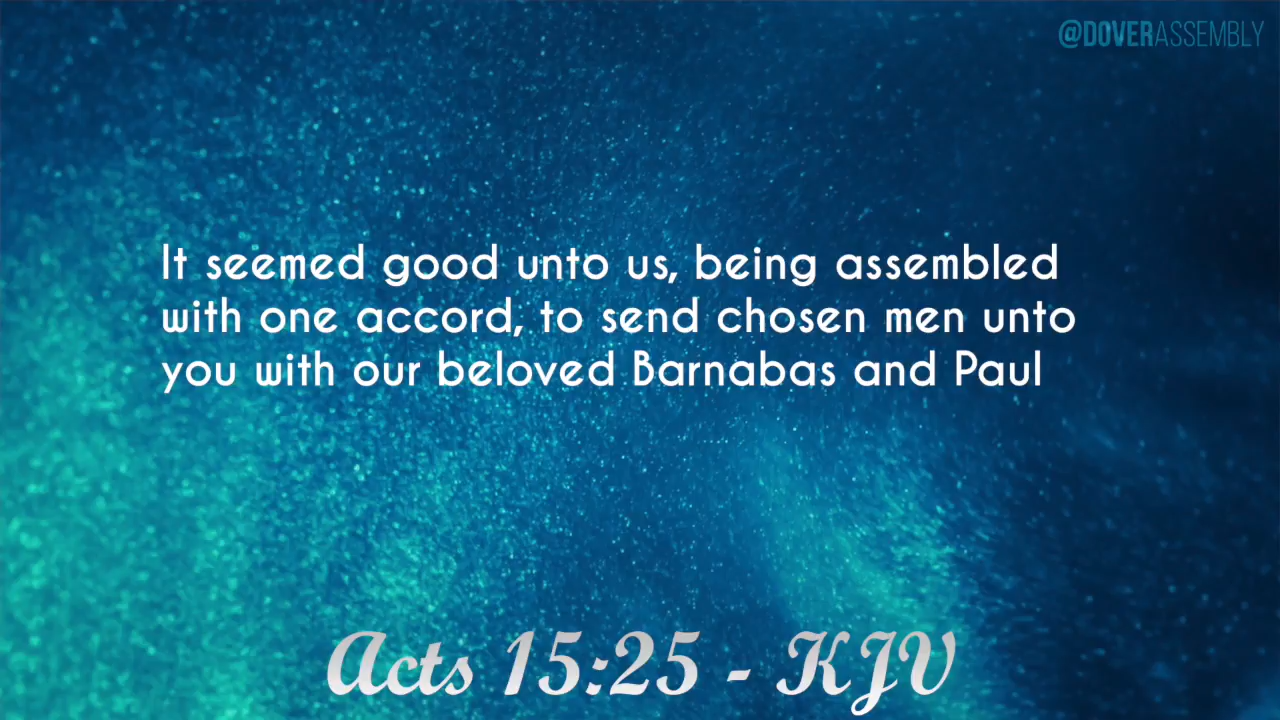 @DOVERASSEMBLY
It seemed good unto us, being assembled
with one accord, to send chosen men unto
you with our beloved Barnabas and Paul
Acts 15:25 - KJV